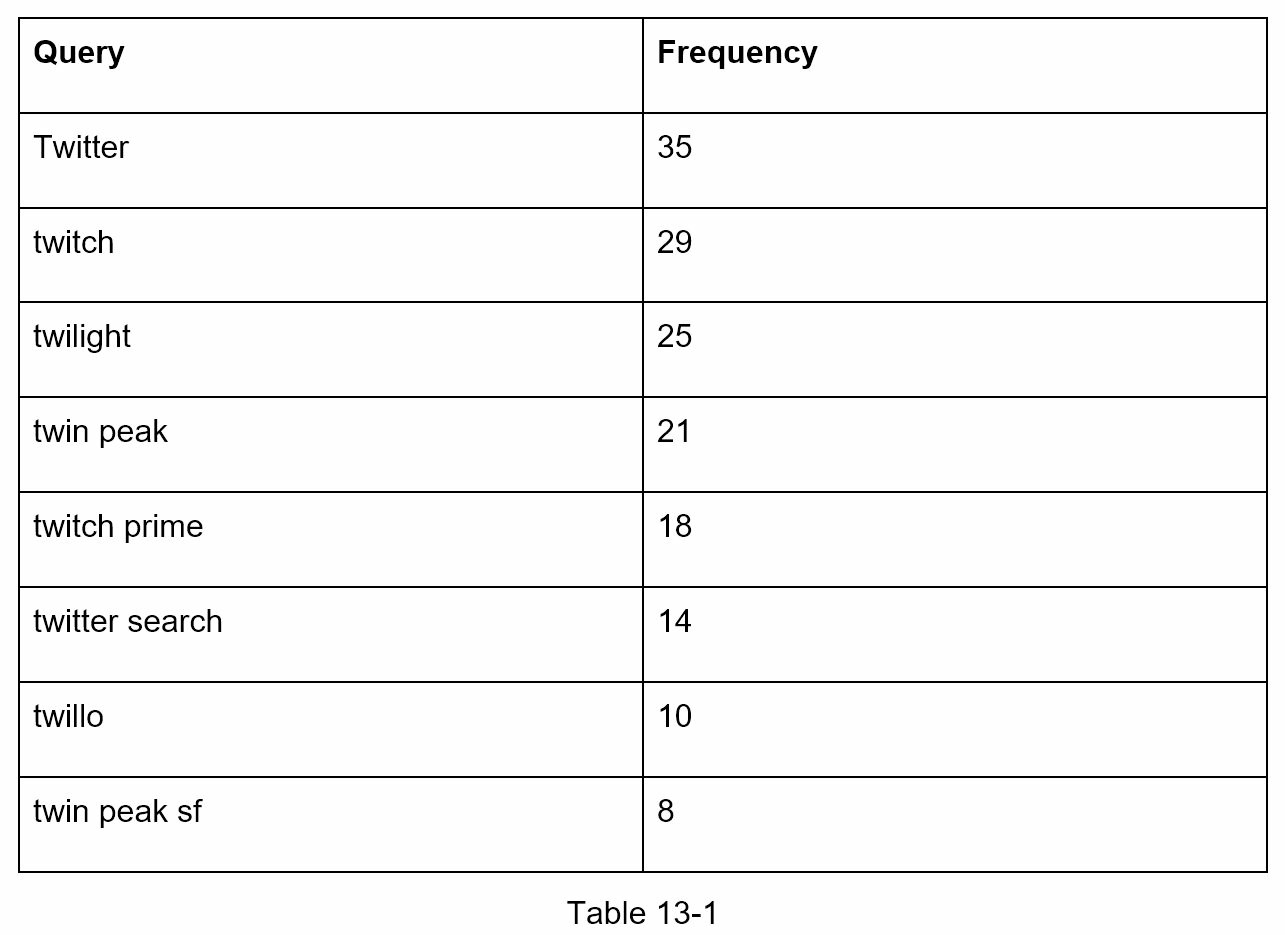 Query Frequency
Twitter 35
twitch 29
twilight 25
twin peak 21
twitch prime 18
twitter search 14
twillo 10
twin peak sf 8
Table 13-1